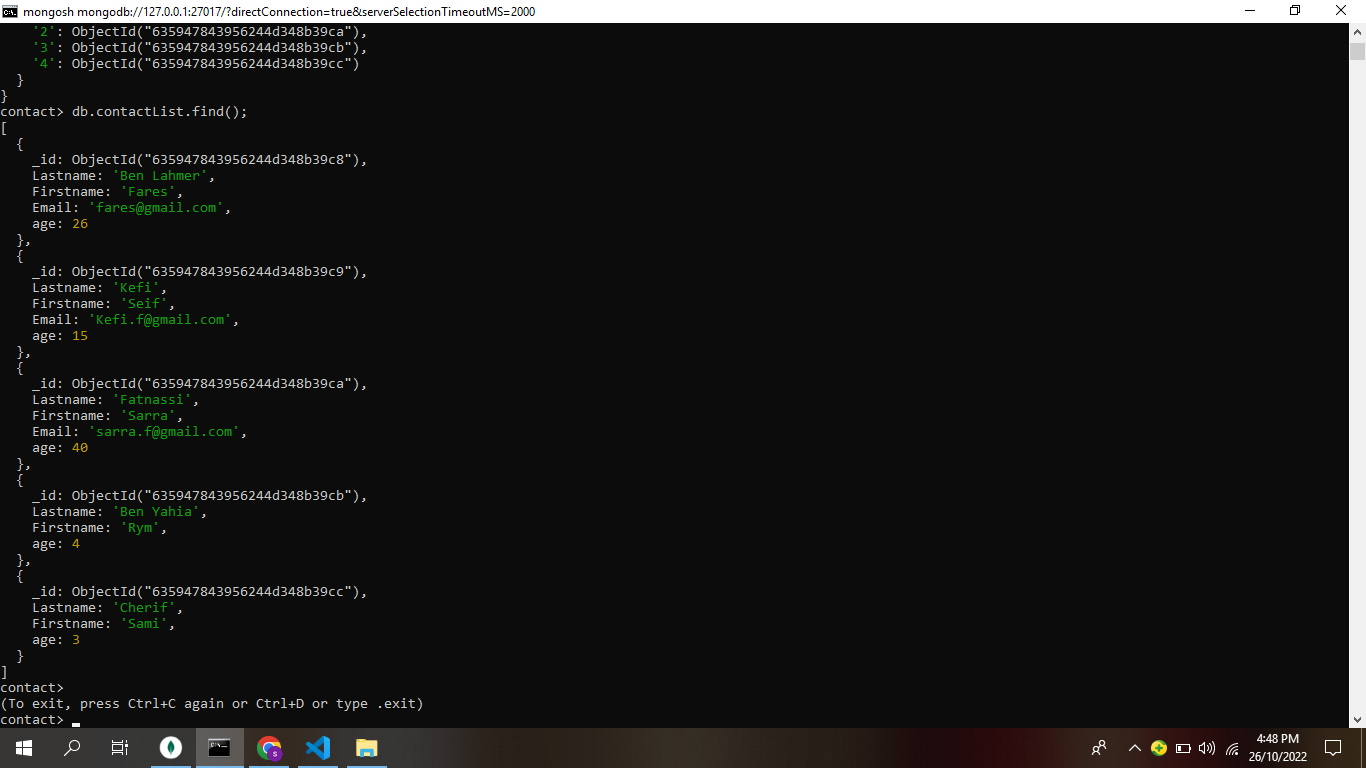 mongosh mongodb://127.0.0.1:27017/?directConnection=true&serverSelectionTimeoutMS=2000
'2': ObjectId("635947843956244d348b39ca"),
'3': ObjectId("635947843956244d348b39cb"),
'4': ObjectId("635947843956244d348b39cc")
}
}
contact> db.contactList.find();
[
{
_id: ObjectId("635947843956244d348b39c8"),
Lastname: 'Ben Lahmer',
Firstname: 'Fares',
Email: 'fares@gmail.com',
age: 26
},
{
_id: ObjectId("635947843956244d348b39c9"),
Lastname: 'Kefi',
Firstname: 'Seif',
Email: 'Kefi.f@gmail.com',
age: 15
},
{
_id: ObjectId("635947843956244d348b39ca"),
Lastname: 'Fatnassi',
Firstname: 'Sarra',
Email: 'sarra.f@gmail.com',
age: 40
},
{
_id: ObjectId("635947843956244d348b39cb"),
Lastname: 'Ben Yahia',
Firstname: 'Rym',
age: 4
},
{
_id: ObjectId("635947843956244d348b39cc"),
Lastname: 'Cherif',
Firstname: 'Sami',
age: 3
}
]
contact>
(To exit, press Ctrl+C again or Ctrl+D or type .exit)
contact>
4:48 PM
26/10/2022